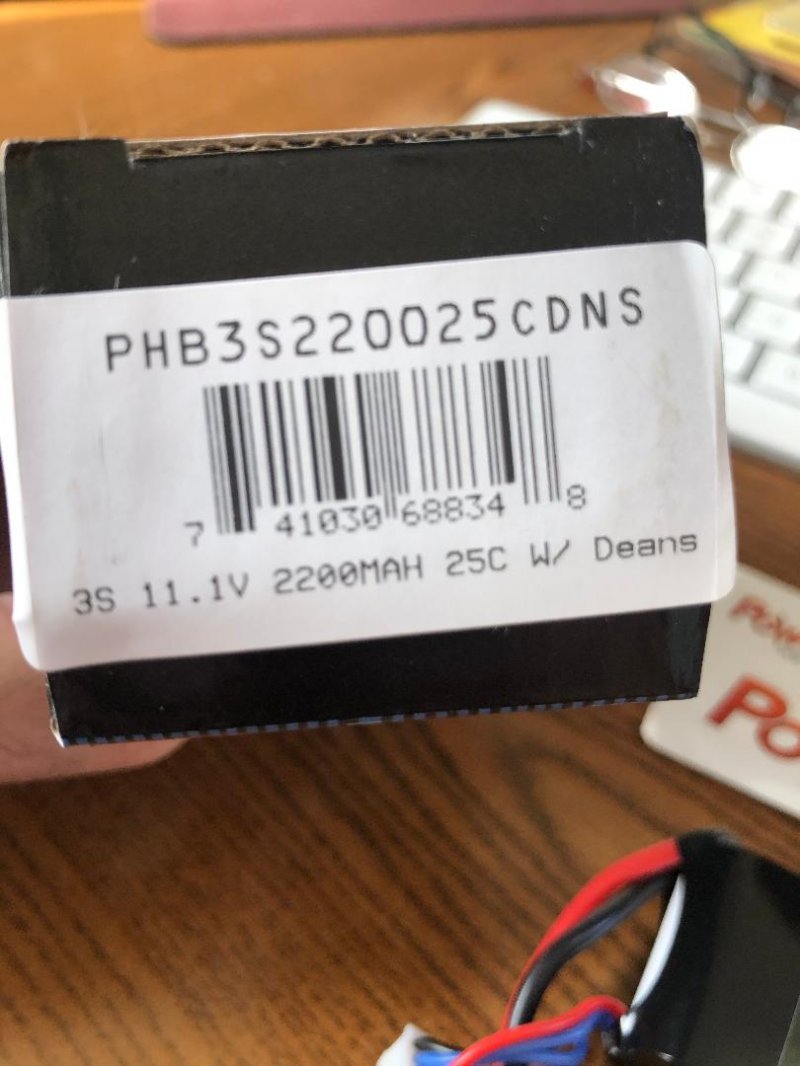 PHB3S220025CDNS
7 41030 68834 8
3S 11.1V 2200MAH 25C W/ Deans